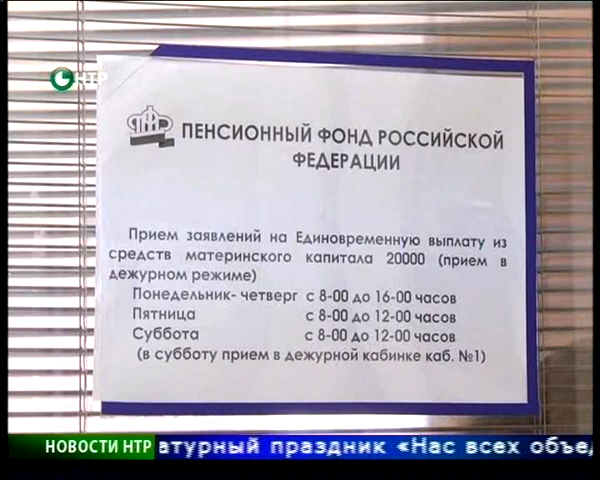 НТР
ПЕНСИОННЫЙ ФОНД РОССИЙСКОЙ
ФЕДЕРАЦИИ
Прием заявлений на Единовременную выплату из
средств материнского капитала 20000 (прием в
дежурном режиме)
Понедельник- четверг с 8-00 до 16-00 часов
Пятница с 8-00 до 12-00 часов
Суббота с 8-00 до 12-00 часов
(в субботу прием в дежурной кабинке каб. №1)
НОВОСТИ НТР атурный праздник «Нас всех объед